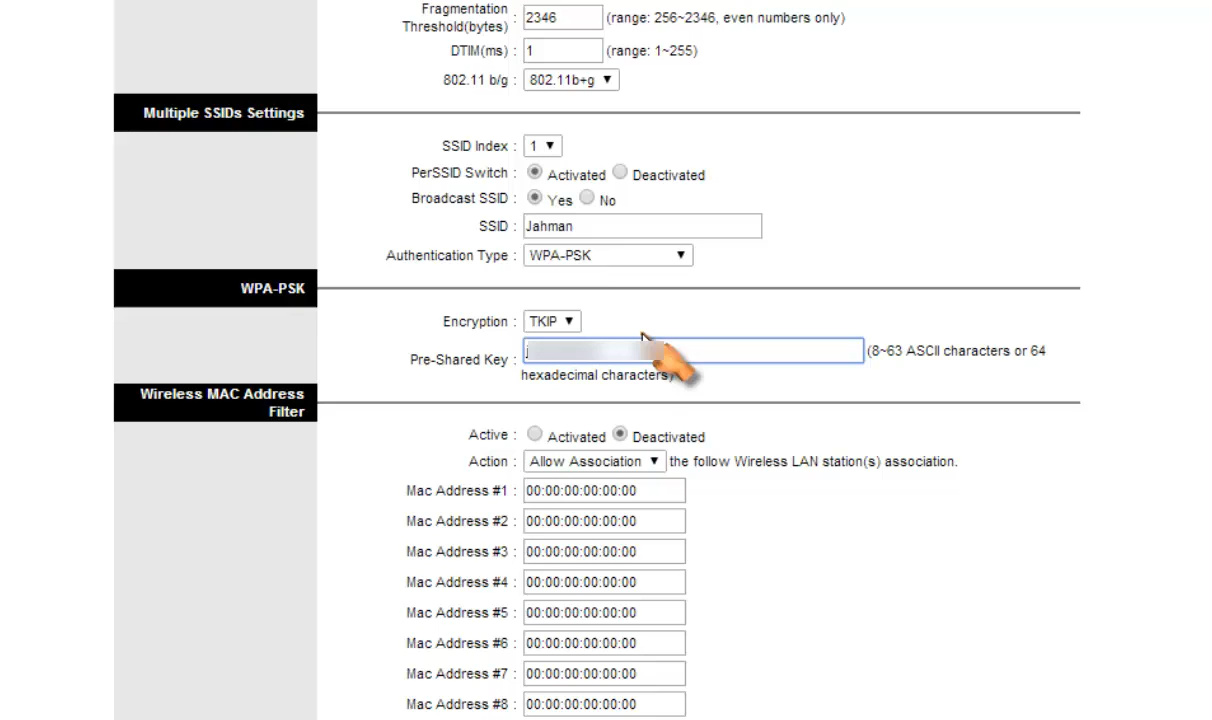 Fragmentation
Threshold(bytes) : 2346 (range: 256~2346, even numbers only)
DTIM(ms) : 1 (range: 1~255)
802.11 b/g : 802.11b+g
Multiple SSIDs Settings
SSID Index : 1
PerSSID Switch : Activated Deactivated
Broadcast SSID : Yes No
SSID : Jahman
Authentication Type : WPA-PSK
WPA-PSK
Encryption : TKIP
Pre-Shared Key : (8~63 ASCII characters or 64
hexadecimal characters)
Wireless MAC Address
Filter
Active : Activated Deactivated
Action : Allow Association the follow Wireless LAN station(s) association.
Mac Address #1 : 00:00:00:00:00:00
Mac Address #2 : 00:00:00:00:00:00
Mac Address #3 : 00:00:00:00:00:00
Mac Address #4 : 00:00:00:00:00:00
Mac Address #5 : 00:00:00:00:00:00
Mac Address #6 : 00:00:00:00:00:00
Mac Address #7 : 00:00:00:00:00:00
Mac Address #8 : 00:00:00:00:00:00